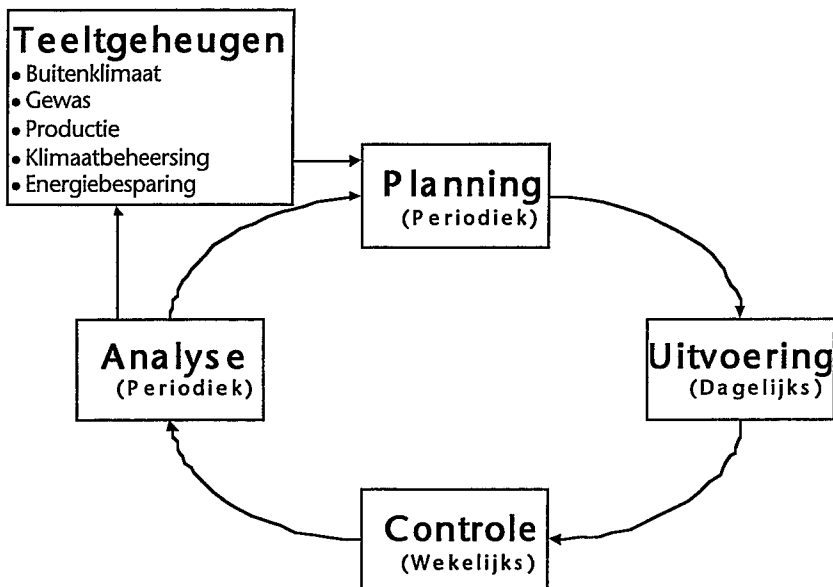 Teeltgeheugen
• Buitenklimaat
• Gewas
• Productie
• Klimaatbeheersing
• Energiebesparing
Planning
(Periodiek)
Analyse
(Periodiek)
Uitvoering
(Dagelijks)
Controle
(Wekelijks)